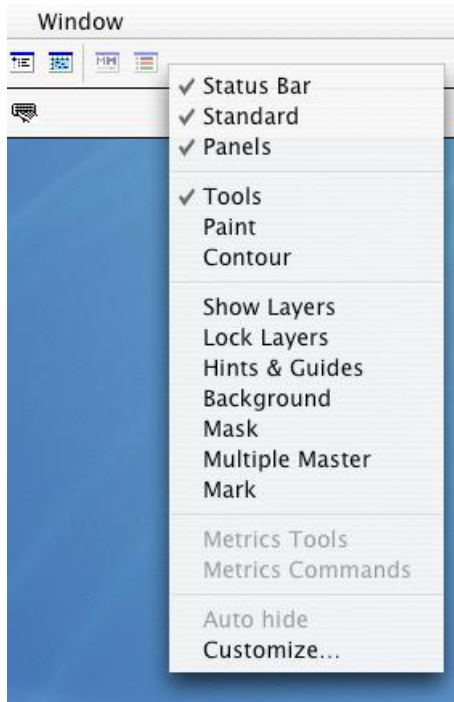 Window
MM
Status Bar
Standard
Panels
Tools
Paint
Contour
Show Layers
Lock Layers
Hints & Guides
Background
Mask
Multiple Master
Mark
Metrics Tools
Metrics Commands
Auto hide
Customize...